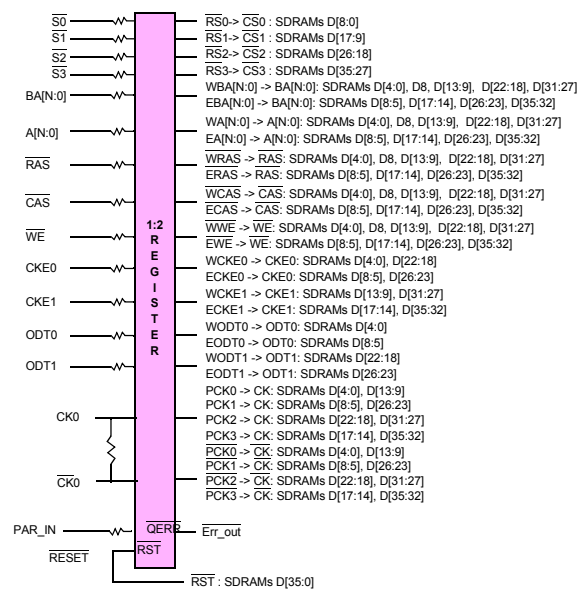 S0
S1
S2
S3
BA[N:0]
A[N:0]
RAS
CAS
WE
CKE0
CKE1
ODT0
ODT1
CK0
CK0
PAR_IN
RESET
1:2
R
E
G
I
S
T
E
R
QERR
RST
RS0-> CS0 : SDRAMs D[8:0]
RS1-> CS1 : SDRAMs D[17:9]
RS2-> CS2 : SDRAMs D[26:18]
RS3-> CS3 : SDRAMs D[35:27]
WBA[N:0] -> BA[N:0]: SDRAMs D[4:0], D8, D[13:9], D[22:18], D[31:27]
EBA[N:0] -> BA[N:0]: SDRAMs D[8:5], D[17:14], D[26:23], D[35:32]
WA[N:0] -> A[N:0]: SDRAMs D[4:0], D8, D[13:9], D[22:18], D[31:27]
EA[N:0] -> A[N:0]: SDRAMs D[8:5], D[17:14], D[26:23], D[35:32]
WRAS -> RAS: SDRAMs D[4:0], D8, D[13:9], D[22:18], D[31:27]
ERAS -> RAS: SDRAMs D[8:5], D[17:14], D[26:23], D[35:32]
WCAS -> CAS: SDRAMs D[4:0], D8, D[13:9], D[22:18], D[31:27]
ECAS -> CAS: SDRAMs D[8:5], D[17:14], D[26:23], D[35:32]
WWE -> WE: SDRAMs D[4:0], D8, D[13:9], D[22:18], D[31:27]
EWE -> WE: SDRAMs D[8:5], D[17:14], D[26:23], D[35:32]
WCKE0 -> CKE0: SDRAMs D[4:0], D[22:18]
ECKE0 -> CKE0: SDRAMs D[8:5], D[26:23]
WCKE1 -> CKE1: SDRAMs D[13:9], D[31:27]
ECKE1 -> CKE1: SDRAMs D[17:14], D[35:32]
WODT0 -> ODT0: SDRAMs D[4:0]
EODT0 -> ODT0: SDRAMs D[8:5]
WODT1 -> ODT1: SDRAMs D[22:18]
EODT1 -> ODT1: SDRAMs D[26:23]
PCK0 -> CK: SDRAMs D[4:0], D[13:9]
PCK1 -> CK: SDRAMs D[8:5], D[26:23]
PCK2 -> CK: SDRAMs D[22:18], D[31:27]
PCK3 -> CK: SDRAMs D[17:14], D[35:32]
PCK0 -> CK: SDRAMs D[4:0], D[13:9]
PCK1 -> CK: SDRAMs D[8:5], D[26:23]
PCK2 -> CK: SDRAMs D[22:18], D[31:27]
PCK3 -> CK: SDRAMs D[17:14], D[35:32]
Err_out
RST : SDRAMs D[35:0]